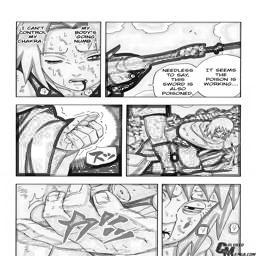 I CAN'T
CONTROL
MY
CHAKRA
MY
BODY'S
GOING
NUMB...
NEEDLESS
TO SAY,
THIS
SWORD IS
ALSO
POISONED.
IT SEEMS
THE
POISON IS
WORKING...